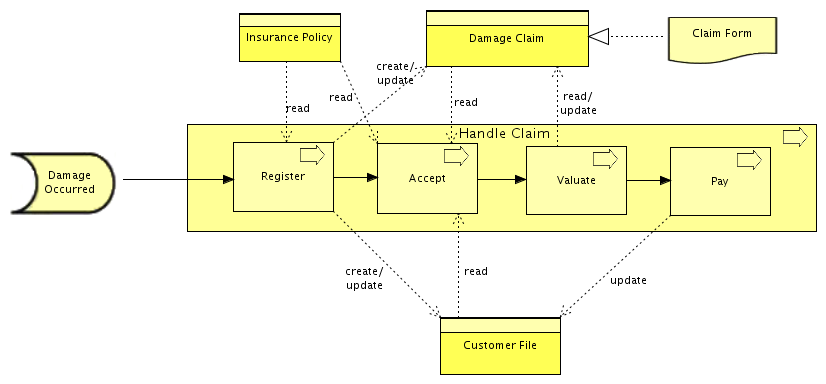 Insurance Policy
Damage Claim
Claim Form
create/
update
read
read
read
read/
update
Handle Claim
Damage
Occurred
Register
Accept
Valuate
Pay
create/
update
read
update
Customer File